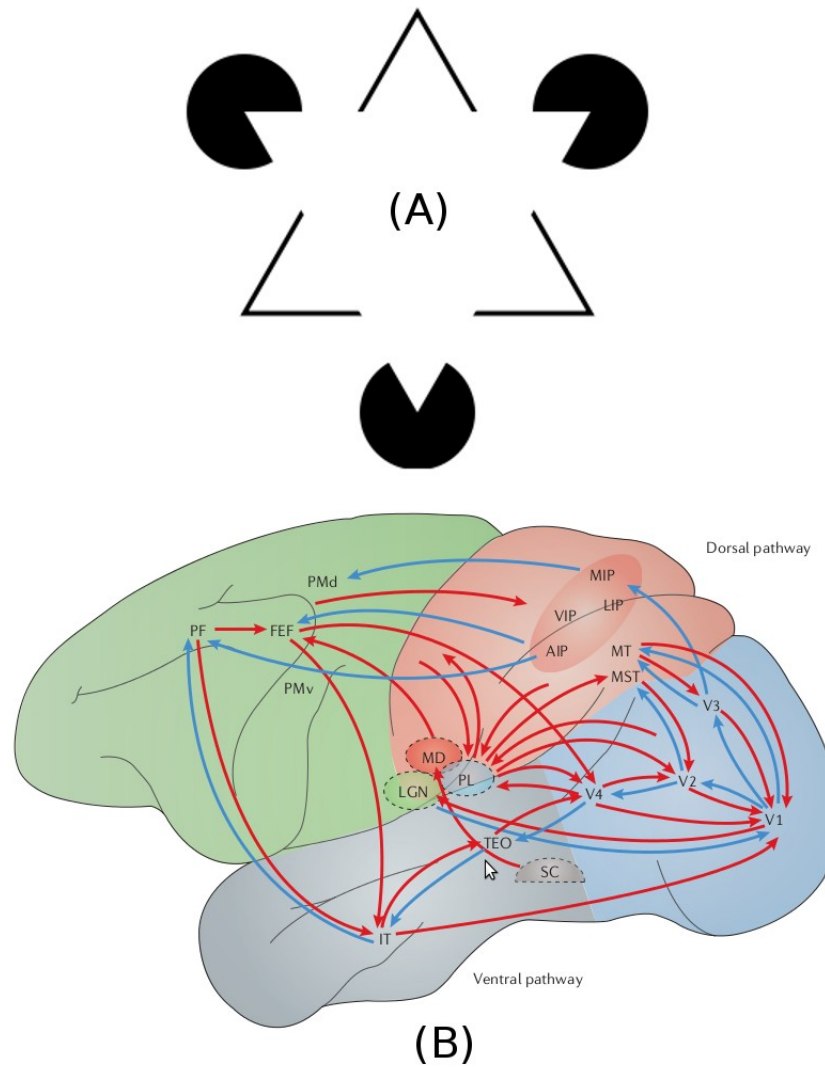 (A)
Dorsal pathway
MIP
PMd
VIP
LIP
PF
FEF
AIP
MT
MST
PMv
V3
MD
PL
LGN
V4
V2
V1
TEO
SC
IT
Ventral pathway
(B)